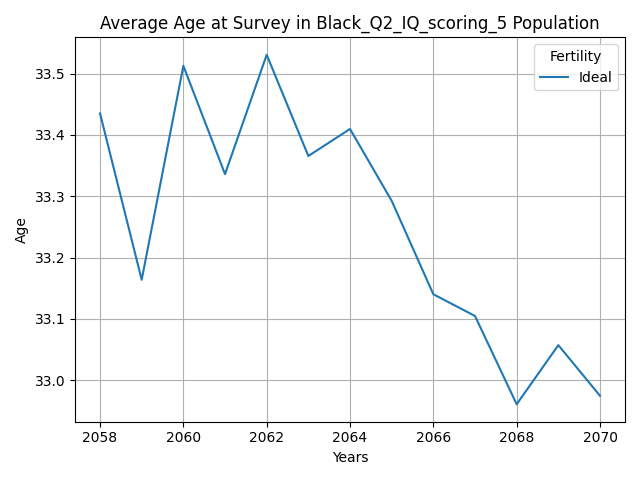 Average Age at Survey in Black_Q2_IQ_scoring_5 Population
Fertility
Ideal
33.5
33.4
33.3
33.2
33.1
33.0
Age
2058
2060
2062
2064
2066
2068
2070
Years